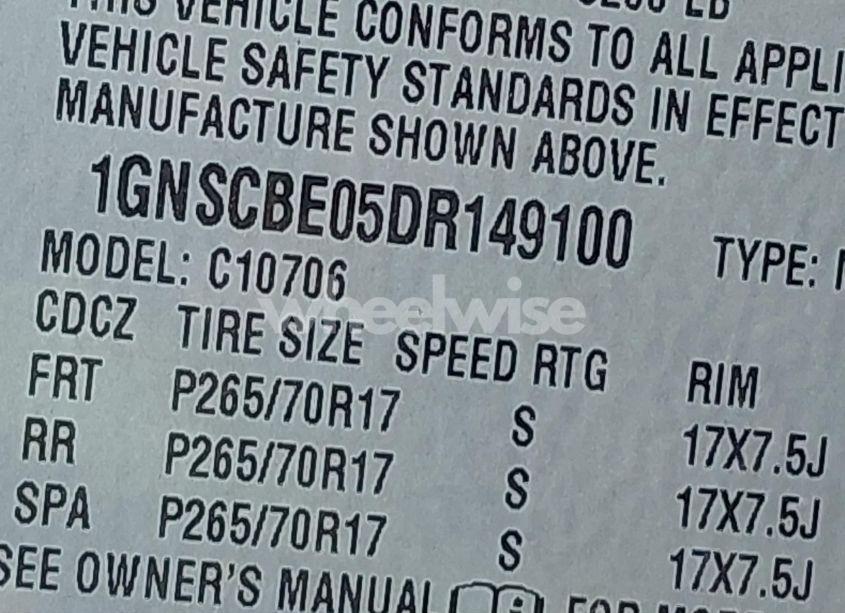 THIS VEHICLE CONFORMS TO ALL APPLI
VEHICLE SAFETY STANDARDS IN EFFECT
MANUFACTURE SHOWN ABOVE.
1GNSCBE05DR149100
MODEL: C10706 TYPE:
CDCZ TIRE SIZE SPEED RTG RIM
FRT P265/70R17 S 17X7.5J
RR P265/70R17 S 17X7.5J
SPA P265/70R17 S 17X7.5J
SEE OWNER'S MANUAL FOR
wheelwise